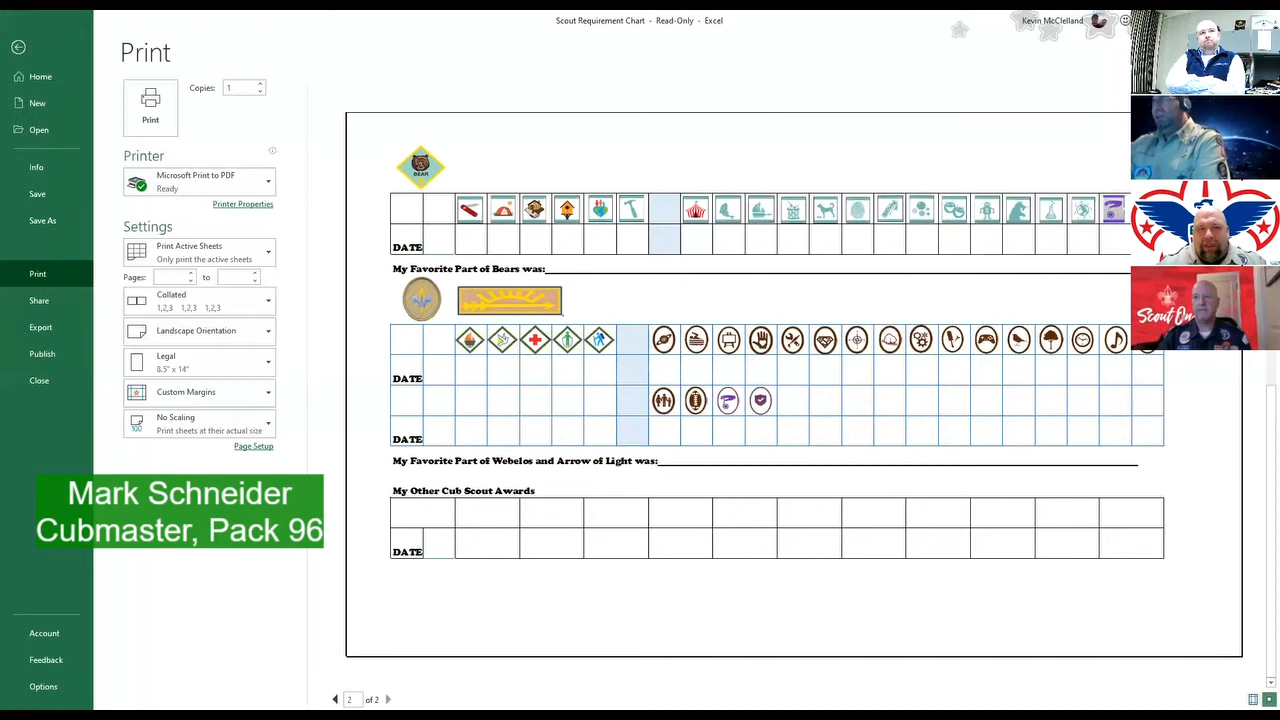 Scout Requirement Chart - Read-Only - Excel
Kevin McClelland
Print
Home
New
Open
Info
Save
Save As
Print
Share
Export
Publish
Close
Account
Feedback
Options
Copies: 1
Print
Printer
Microsoft Print to PDF
Ready
Printer Properties
Settings
Print Active Sheets
Only print the active sheets
Pages:
to
Collated
1,2,3 1,2,3 1,2,3
Landscape Orientation
Legal
8.5" x 14"
Custom Margins
No Scaling
Print sheets at their actual size
100
Page Setup
BEAR
DATE
My Favorite Part of Bears was:
DATE
DATE
My Favorite Part of Webelos and Arrow of Light was:
My Other Cub Scout Awards
DATE
2 of 2
Scout On
Mark Schneider
Cubmaster, Pack 96